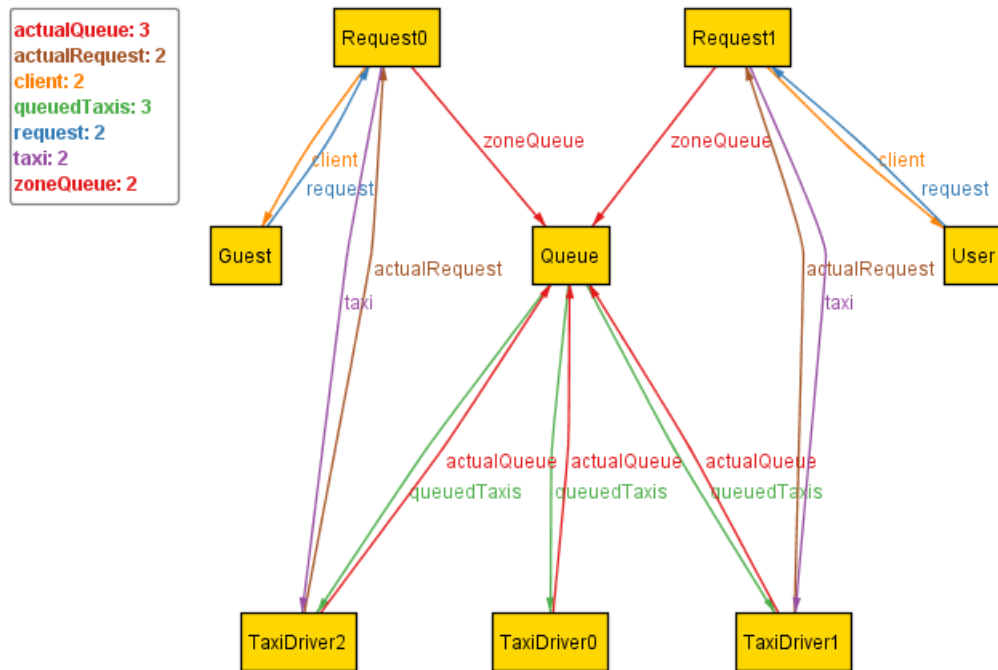 actualQueue: 3
actualRequest: 2
client: 2
queuedTaxis: 3
request: 2
taxi: 2
zoneQueue: 2
Request0
Request1
zoneQueue
zoneQueue
client
client
request
request
Guest
Queue
User
actualRequest
actualRequest
taxi
taxi
actualQueue
actualQueue
actualQueue
queuedTaxis
queuedTaxis
queuedTaxis
TaxiDriver2
TaxiDriver0
TaxiDriver1